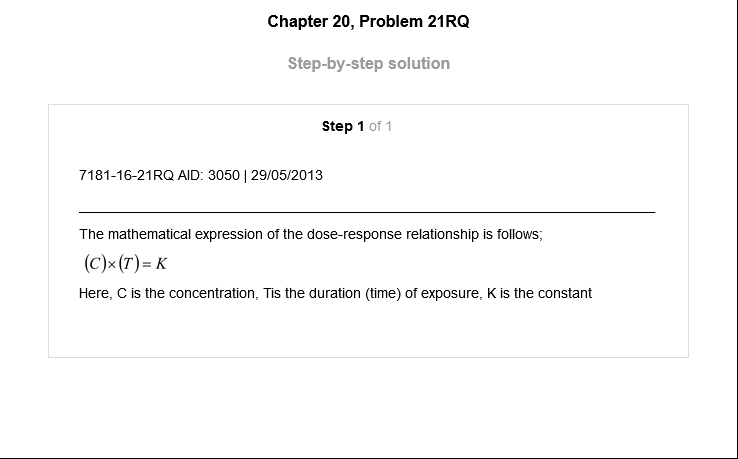 Chapter 20, Problem 21RQ
Step-by-step solution
Step 1 of 1
7181-16-21RQ AID: 3050 | 29/05/2013
The mathematical expression of the dose-response relationship is follows;
(C)×(T)= K
Here, C is the concentration, Tis the duration (time) of exposure, K is the constant